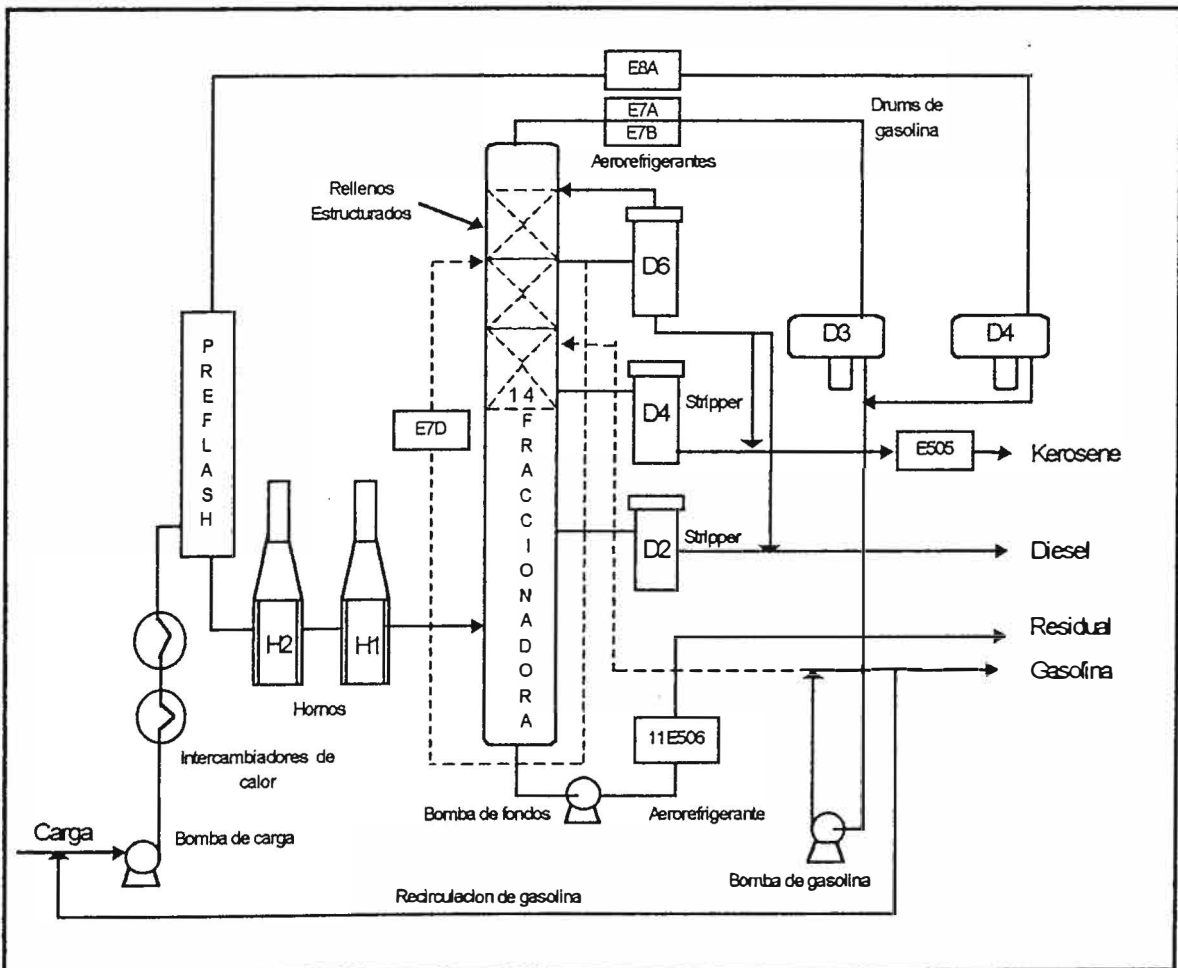 E8A
E7A
E7B
Aerorefrigerantes
Drums de
gasolina
Rellenos
Estructurados
D6
PREFLASH
D3
D4
14
FRACCIONADORA
D4
Stripper
E7D
E505
Kerosene
D2
Stripper
Diesel
H2
H1
Hornos
Residual
Gasolina
11E506
Intercambiadores de
calor
Bomba de fondos
Aerorefrigerante
Carga
Bomba de carga
Bomba de gasolina
Recirculacion de gasolina